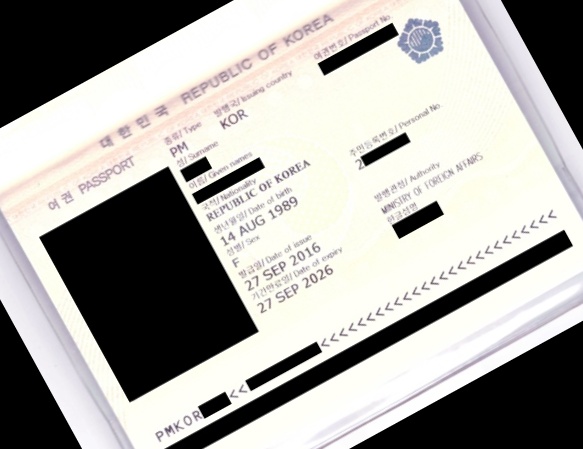 대한민국 REPUBLIC OF KOREA
여권 PASSPORT
종류/ Type 발행국/ Issuing country 여권번호/ Passport No.
PM KOR
성/ Surname
이름/ Given names
국적/ Nationality 주민등록번호/ Personal No.
REPUBLIC OF KOREA 2
생년월일/ Date of birth
14 AUG 1989
성별/ Sex 발행관청/ Authority
F MINISTRY OF FOREIGN AFFAIRS
발급일/ Date of issue 한글성명
27 SEP 2016
기간만료일/ Date of expiry
27 SEP 2026
PMKOR<< <<<<<<<<<<<<<<<<<<<<<<<<